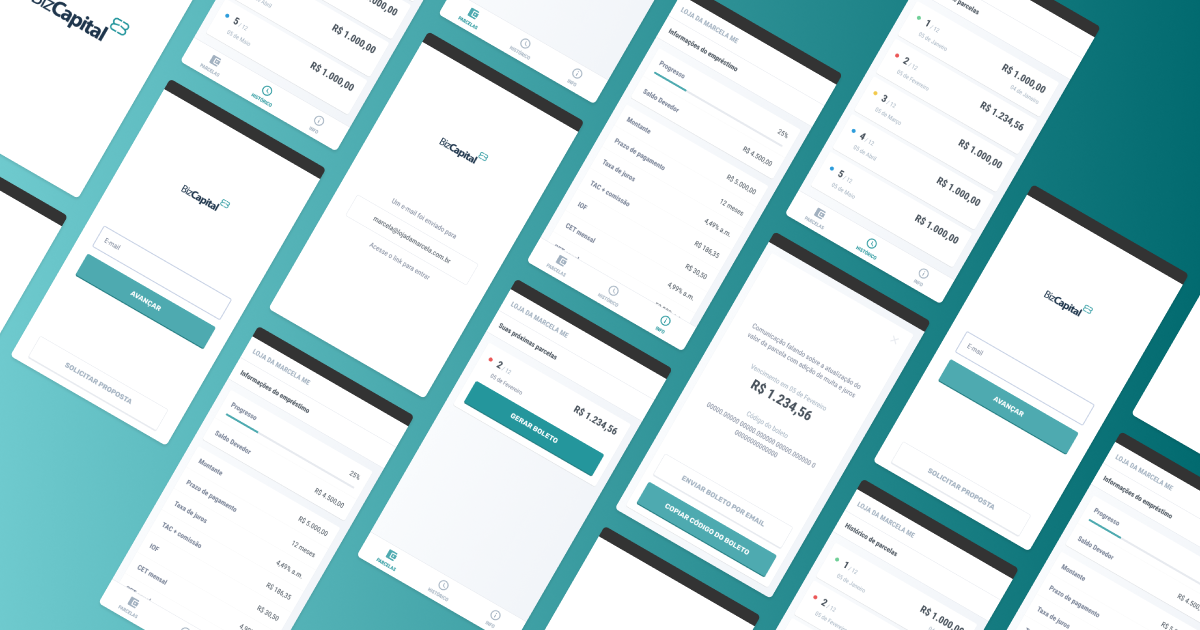 BizCapital
Abril
R$ 1.000,00
5 / 12
05 de Maio
R$ 1.000,00
PARCELAS
HISTÓRICO
INFO
BizCapital
E-mail
AVANÇAR
SOLICITAR PROPOSTA
PARCELAS
HISTÓRICO
INFO
BizCapital
Um e-mail foi enviado para
marcela@lojadamarcela.com.br
Acesse o link para entrar
LOJA DA MARCELA ME
Informações do empréstimo
Progresso
25%
Saldo Devedor
R$ 4.500,00
Montante
R$ 5.000,00
Prazo de pagamento
12 meses
Taxa de juros
4,49% a.m.
TAC + comissão
R$ 186,35
IOF
R$ 30,50
CET mensal
4,99% a.m.
PARCELAS
HISTÓRICO
INFO
1 / 12
05 de Janeiro
R$ 1.000,00
04 de Janeiro
2 / 12
05 de Fevereiro
R$ 1.234,56
3 / 12
05 de Março
R$ 1.000,00
4 / 12
05 de Abril
R$ 1.000,00
5 / 12
05 de Maio
R$ 1.000,00
PARCELAS
HISTÓRICO
INFO
LOJA DA MARCELA ME
Informações do empréstimo
Progresso
25%
Saldo Devedor
R$ 4.500,00
Montante
R$ 5.000,00
Prazo de pagamento
12 meses
Taxa de juros
4,49% a.m.
TAC + comissão
R$ 186,35
IOF
R$ 30,50
CET mensal
PARCELAS
LOJA DA MARCELA ME
Suas próximas parcelas
2 / 12
05 de Fevereiro
R$ 1.234,56
GERAR BOLETO
PARCELAS
HISTÓRICO
INFO
Comunicação falando sobre a atualização do
valor da parcela com adição de multa e juros
Vencimento em 05 de Fevereiro
R$ 1.234,56
Código do boleto
00000.00000 00000.000000 00000.000000 0
00000000000000
ENVIAR BOLETO POR EMAIL
COPIAR CÓDIGO DO BOLETO
BizCapital
E-mail
AVANÇAR
SOLICITAR PROPOSTA
LOJA DA MARCELA ME
Histórico de parcelas
1 / 12
05 de Janeiro
R$ 1.000,00
2 / 12
05 de Fevereiro
LOJA DA MARCELA ME
Informações do empréstimo
Progresso
Saldo Devedor
Montante
Prazo de pagamento
Taxa de juros